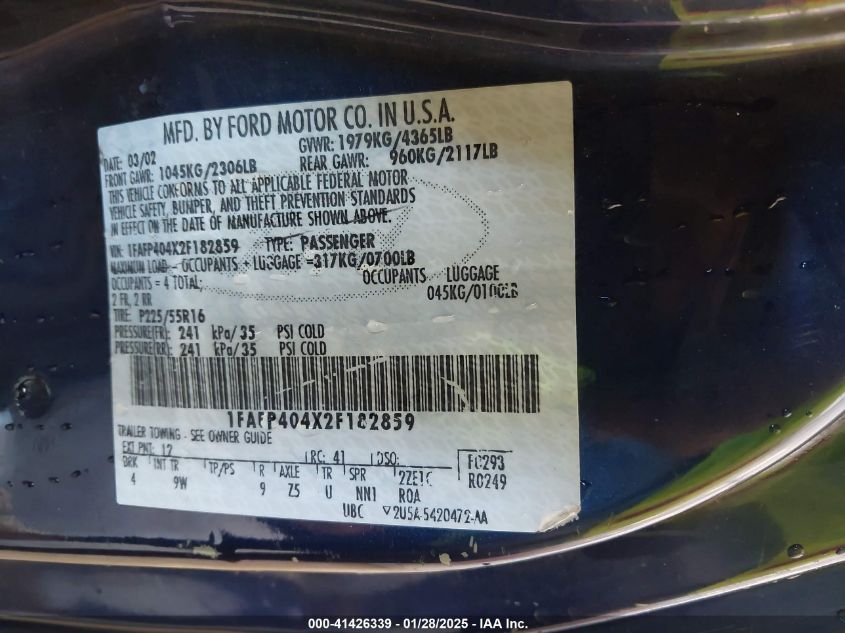 MFD. BY FORD MOTOR CO. IN U.S.A.
DATE: 03/02 GVWR: 1979KG/4365LB
FRONT GAWR: 1045KG/2306LB REAR GAWR: 960KG/2117LB
THIS VEHICLE CONFORMS TO ALL APPLICABLE FEDERAL MOTOR
VEHICLE SAFETY, BUMPER, AND THEFT PREVENTION STANDARDS
IN EFFECT ON THE DATE OF MANUFACTURE SHOWN ABOVE.
VIN: 1FAFP404X2F182859 TYPE: PASSENGER
MAXIMUM LOAD = OCCUPANTS + LUGGAGE =317KG/0700LB
OCCUPANTS = 4 TOTAL; OCCUPANTS LUGGAGE
2 FR, 2 RR 045KG/0100LB
TIRE: P225/55R16
PRESSURE(FR): 241 kPa/35 PSI COLD
PRESSURE(RR): 241 kPa/35 PSI COLD
1FAFP404X2F182859
TRAILER TOWING - SEE OWNER GUIDE
EXT PNT: 12 RC: 41 DSO: FC293
BRK INT TR TP/PS R AXLE TR SPR RC249
4 9W 9 Z5 U NN1 ROA
UBC 2U5A-5420472-AA
000-41426339 - 01/28/2025 - IAA Inc.